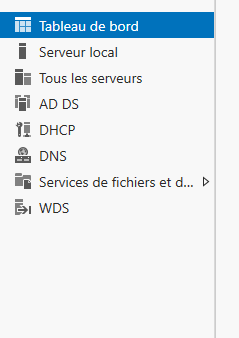 Tableau de bord
Serveur local
Tous les serveurs
AD DS
DHCP
DNS
Services de fichiers et d...
WDS